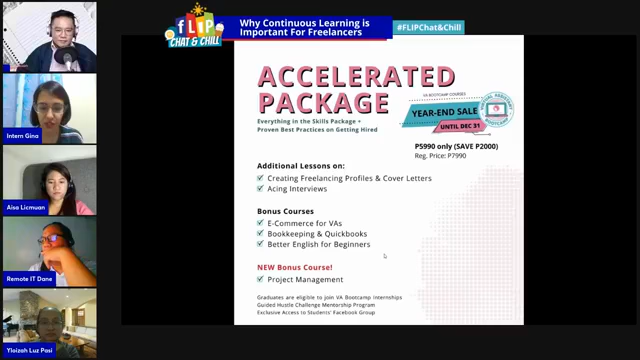 FLIP
CHAT & CHILL
Why Continuous Learning is
Important For Freelancers
#FLIPChat&Chill
Intern Gina
Aisa Licmuan
Remote IT Dane
Yloizah Luz Pasi
ACCELERATED
PACKAGE
Everything in the Skills Package +
Proven Best Practices on Getting Hired
VA BOOTCAMP COURSES
YEAR-END SALE
UNTIL DEC 31
VIRTUAL ASSISTANT
BOOTCAMP
P5990 only (SAVE P2000)
Reg. Price: P7990
Additional Lessons on:
Creating Freelancing Profiles & Cover Letters
Acing Interviews
Bonus Courses
E-Commerce for VAs
Bookkeeping & Quickbooks
Better English for Beginners
NEW Bonus Course!
Project Management
Graduates are eligible to join VA Bootcamp Internships
Guided Hustle Challenge Mentorship Program
Exclusive Access to Students' Facebook Group